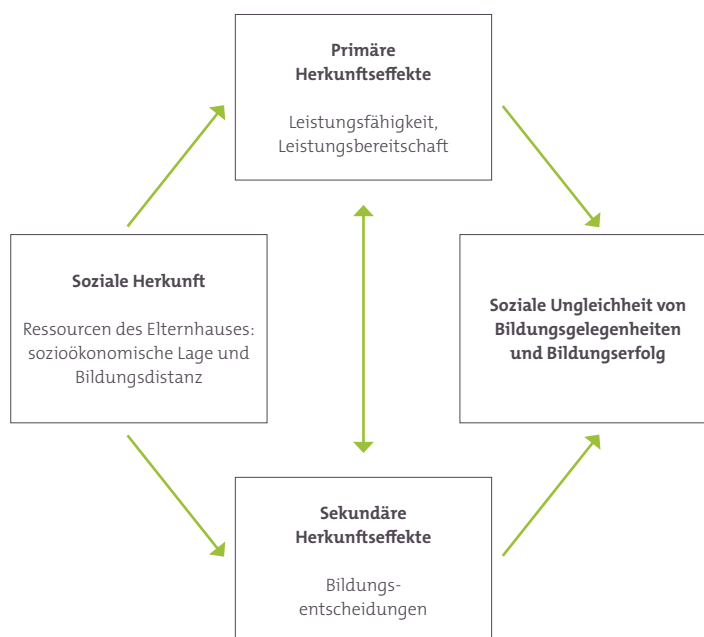 Primäre
Herkunftseffekte
Leistungsfähigkeit,
Leistungsbereitschaft
Soziale Herkunft
Ressourcen des Elternhauses:
sozioökonomische Lage und
Bildungsdistanz
Soziale Ungleichheit von
Bildungsgelegenheiten
und Bildungserfolg
Sekundäre
Herkunftseffekte
Bildungs-
entscheidungen